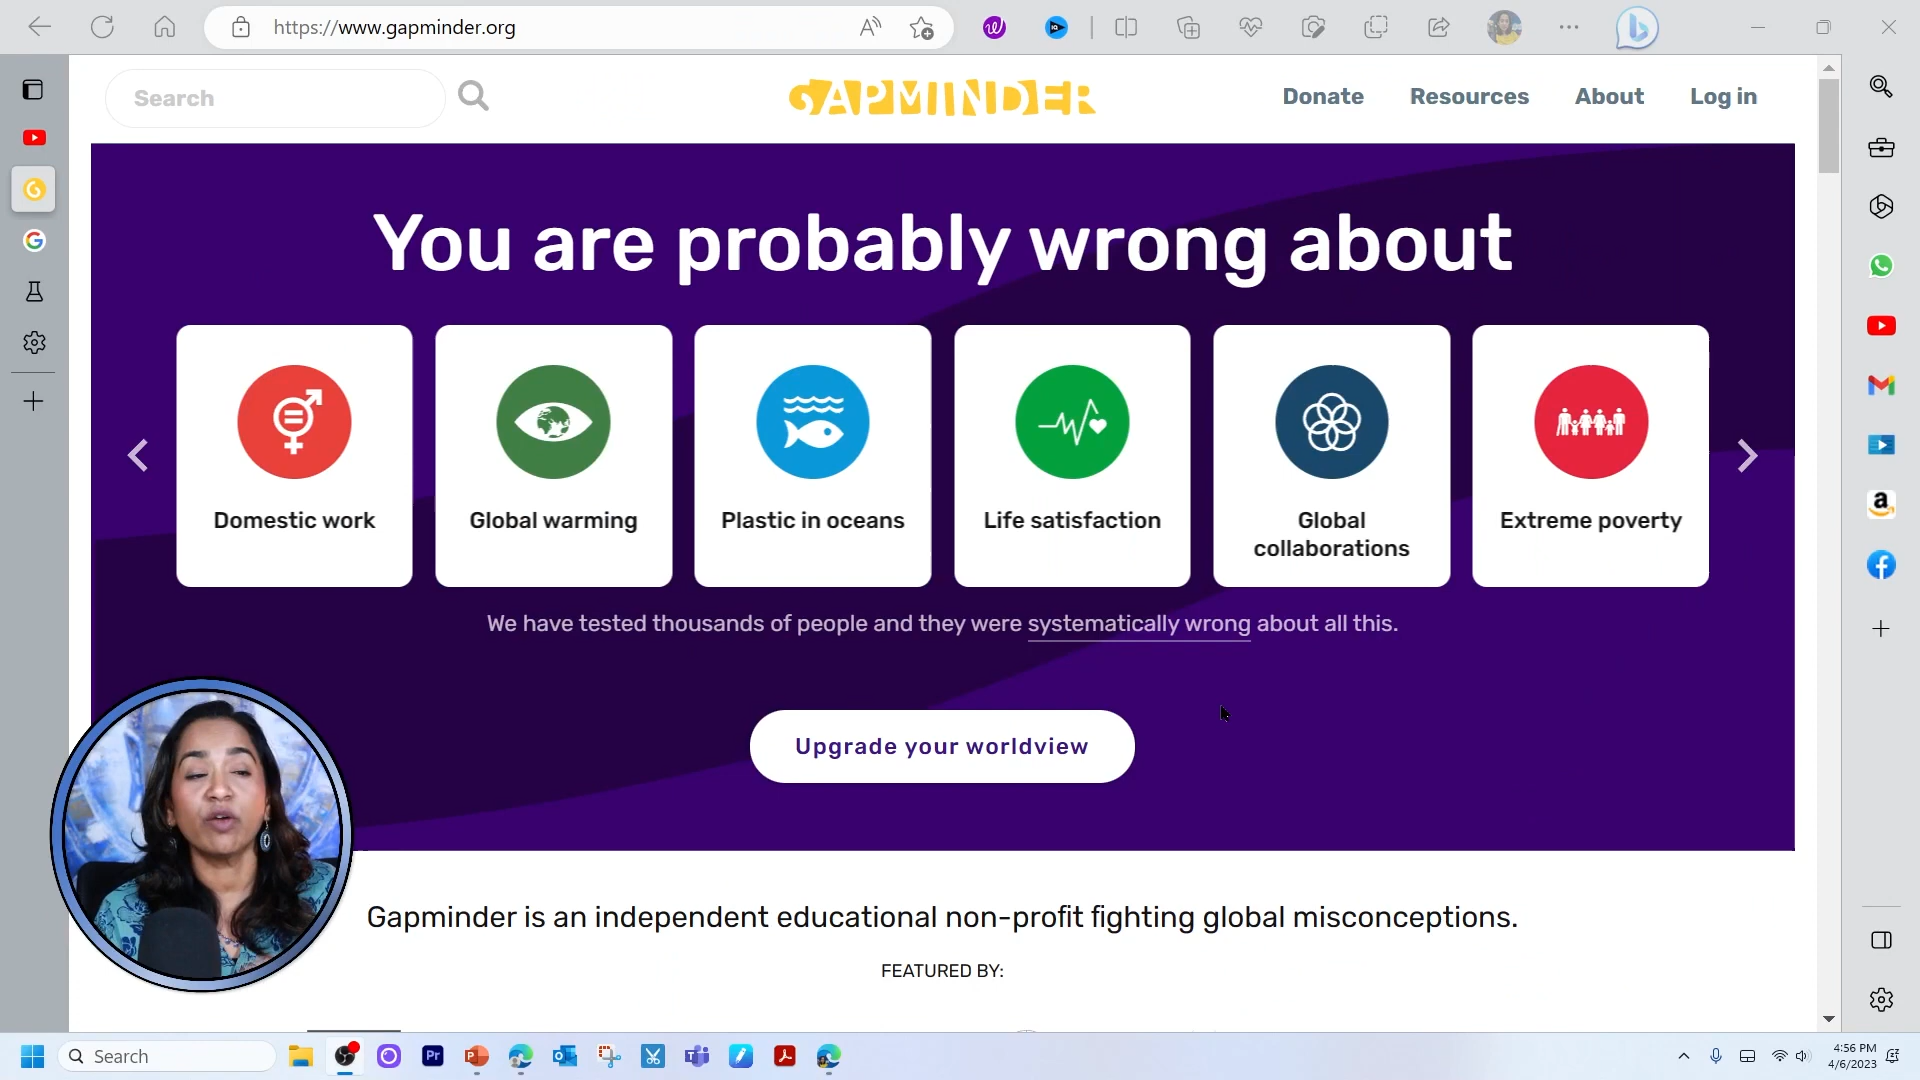 https://www.gapminder.org
Search
GAPMINDER
Donate
Resources
About
Log in
You are probably wrong about
Domestic work
Global warming
Plastic in oceans
Life satisfaction
Global
collaborations
Extreme poverty
We have tested thousands of people and they were systematically wrong about all this.
Upgrade your worldview
Gapminder is an independent educational non-profit fighting global misconceptions.
FEATURED BY:
Search
Pr
4:56 PM
4/6/2023